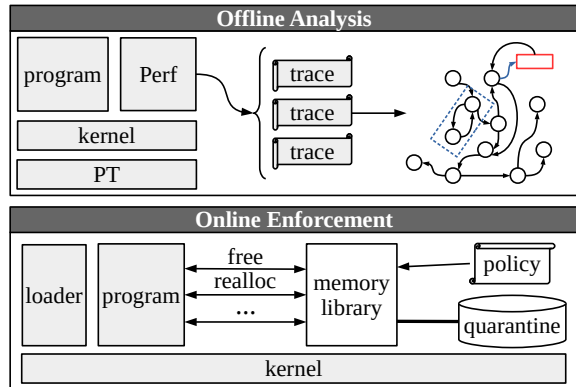 Offline Analysis
program
Perf
kernel
PT
trace
trace
trace
Online Enforcement
loader
program
free
realloc
...
memory
library
policy
quarantine
kernel